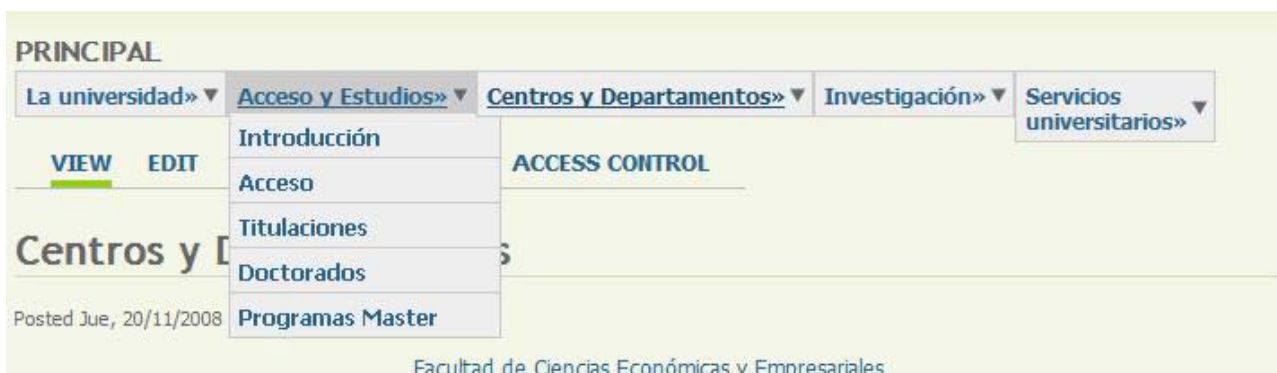 PRINCIPAL
La universidad» ▼ Acceso y Estudios» ▼ Centros y Departamentos» ▼ Investigación» ▼ Servicios
universitarios» ▼
Introducción
VIEW EDIT ACCESS CONTROL
Acceso
Titulaciones
Centros y s
Doctorados
Posted Jue, 20/11/2008 Programas Master
Facultad de Ciencias Económicas y Empresariales